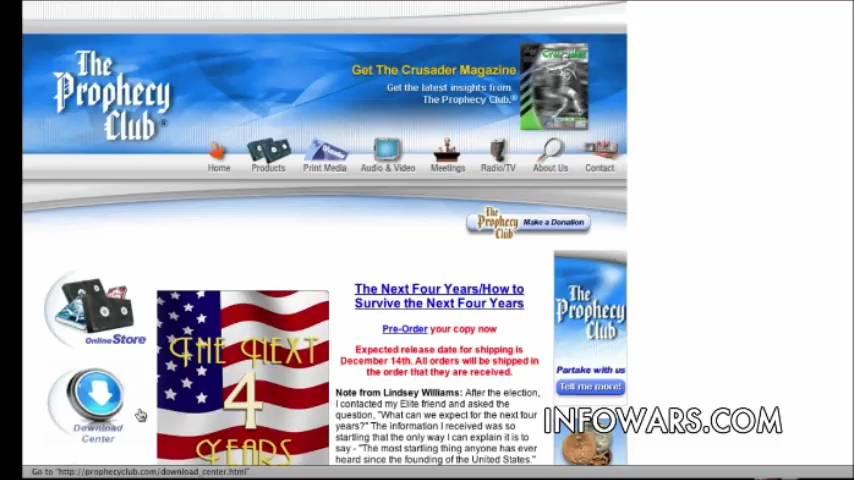 The
Prophecy
Club®
Get The Crusader Magazine
Get the latest insights from
The Prophecy Club.®
Crusader
Home
Products
Print Media
Audio & Video
Meetings
Radio/TV
About Us
Contact
The
Prophecy
Club
Make a Donation
Online Store
Download
Center
THE NEXT
4
YEARS
The Next Four Years/How to
Survive the Next Four Years
Pre-Order your copy now
Expected release date for shipping is
December 14th. All orders will be shipped in
the order that they are received.
Note from Lindsey Williams: After the election,
I contacted my Elite friend and asked the
question, "What can we expect for the next four
years?" The information I received was so
startling that the only way I can explain it is to
say - "The most startling thing anyone has ever
heard since the founding of the United States."
The
Prophecy
Club
Partake with us
Tell me more!
INFOWARS.COM
Go to "http://prophecyclub.com/download_center.html"